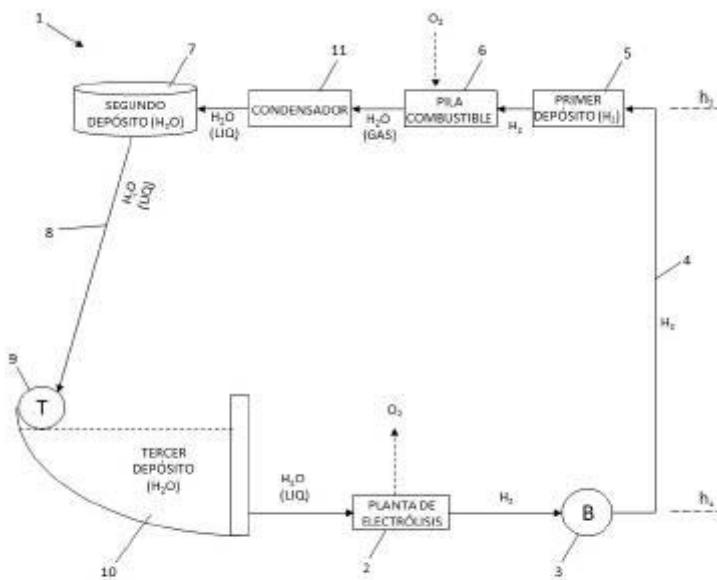 1
7
11
O₂
6
5
SEGUNDO
DEPÓSITO (H₂O)
H₂O
(LIQ)
CONDENSADOR
H₂O
(GAS)
PILA
COMBUSTIBLE
H₂
PRIMER
DEPÓSITO (H₂)
H₂O
(LIQ)
8
4
H₂
9
T
TERCER
DEPÓSITO
(H₂O)
10
H₂O
(LIQ)
O₂
PLANTA DE
ELECTRÓLISIS
2
H₂
B
3